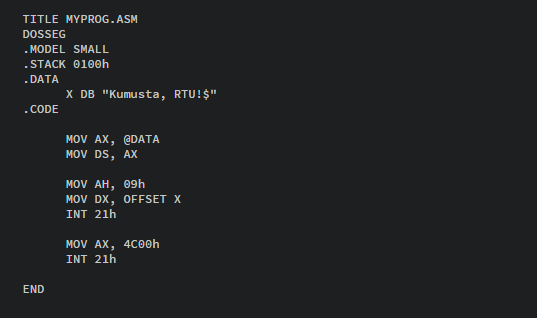 TITLE MYPROG.ASM
DOSSEG
.MODEL SMALL
.STACK 0100h
.DATA
X DB "Kumusta, RTU!$"
.CODE
MOV AX, @DATA
MOV DS, AX
MOV AH, 09h
MOV DX, OFFSET X
INT 21h
MOV AX, 4C00h
INT 21h
END